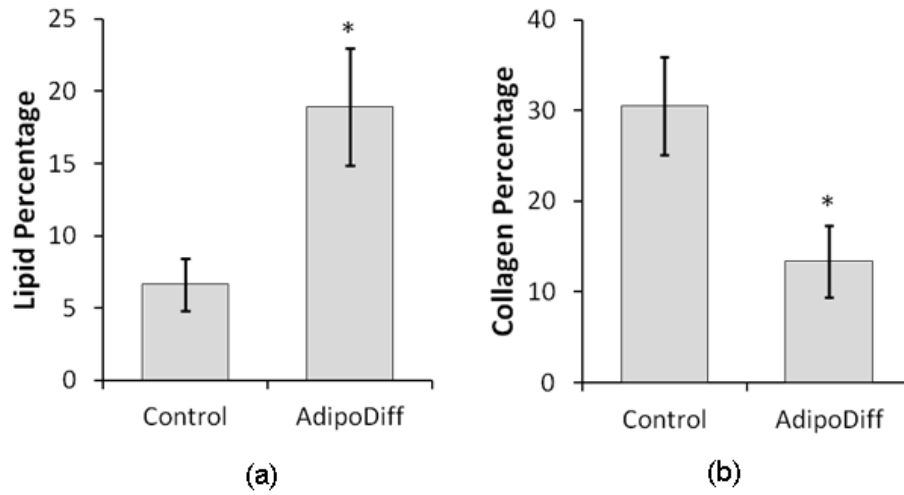 Lipid Percentage
25
20
15
10
5
0
*
Control
AdipoDiff
(a)
Collagen Percentage
40
30
20
10
0
*
Control
AdipoDiff
(b)